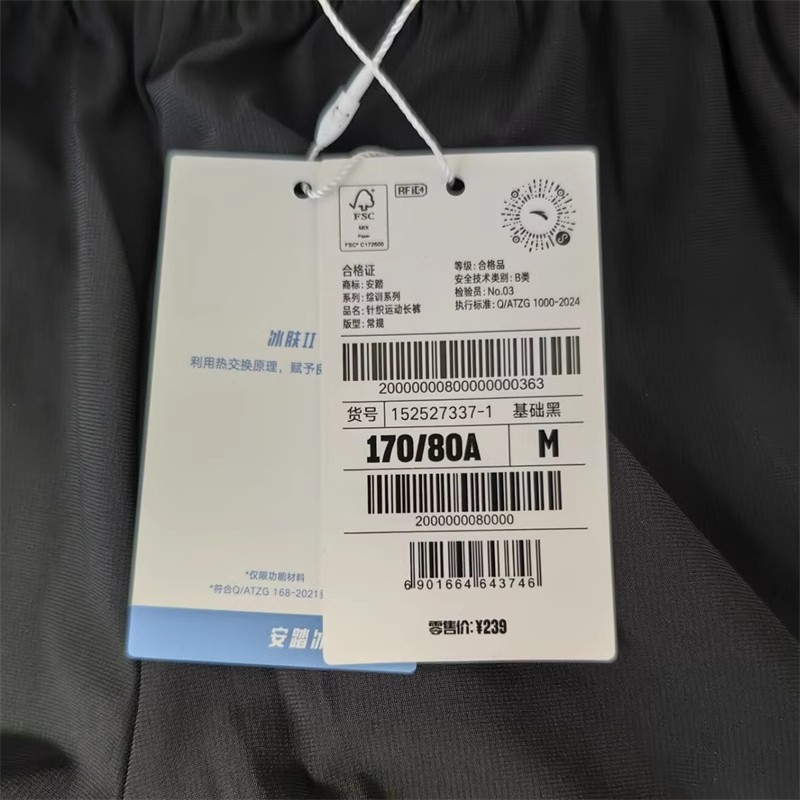 FSC
MIX
Paper
FSC® C172600
RFID
合格证
商标: 安踏
系列: 综训系列
品名: 针织运动长裤
版型: 常规
等级: 合格品
安全技术类别: B类
检验员: No.03
执行标准: Q/ATZG 1000-2024
20000000800000000363
货号 152527337-1 基础黑
170/80A M
2000000080000
6 901664 643746
零售价: ¥239
冰肤II
利用热交换原理，赋予
*仅限功能材料
*符合Q/ATZG 168-2021
安踏冰